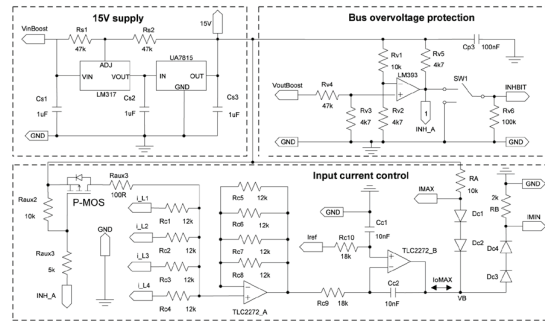 15V supply
15V
Bus overvoltage protection
VinBoost
Rs1
47k
Rs2
47k
ADJ
VIN
VOUT
LM317
UA7815
IN
OUT
GND
Cs1
1uF
Cs2
1uF
Cs3
1uF
GND
Cp3
100nF
Rv1
10k
Rv5
4k7
LM393
VoutBoost
Rv4
47k
Rv3
4k7
Rv2
4k7
1
INH_A
SW1
INHBIT
Rv6
100k
GND
GND
Input current control
P-MOS
Raux3
100R
Raux2
10k
Raux3
5k
INH_A
GND
i_L1
Rc1
12k
i_L2
Rc2
12k
i_L3
Rc3
12k
i_L4
Rc4
12k
Rc5
12k
Rc6
12k
Rc7
12k
Rc8
12k
TLC2272_A
GND
Cc1
10nF
Iref
Rc10
18k
TLC2272_B
Rc9
18k
Cc2
10nF
IoMAX
VB
IMAX
RA
10k
Dc1
Dc2
2k
RB
GND
IMIN
Dc4
Dc3